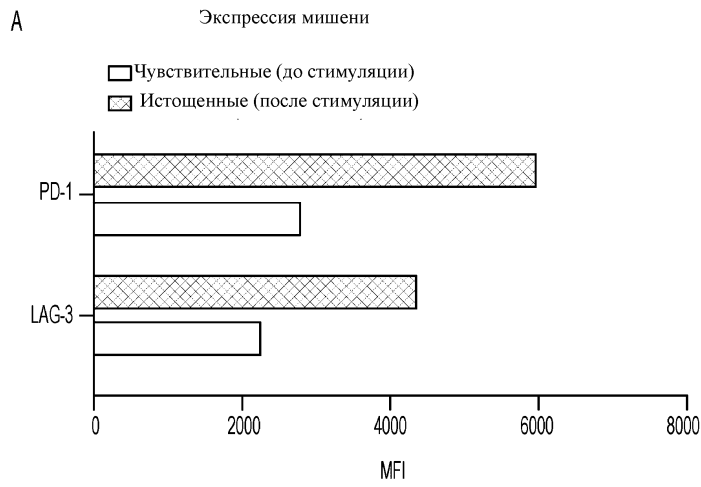 A
Экспрессия мишени
Чувствительные (до стимуляции)
Истощенные (после стимуляции)
PD-1
LAG-3
0 2000 4000 6000 8000
MFI